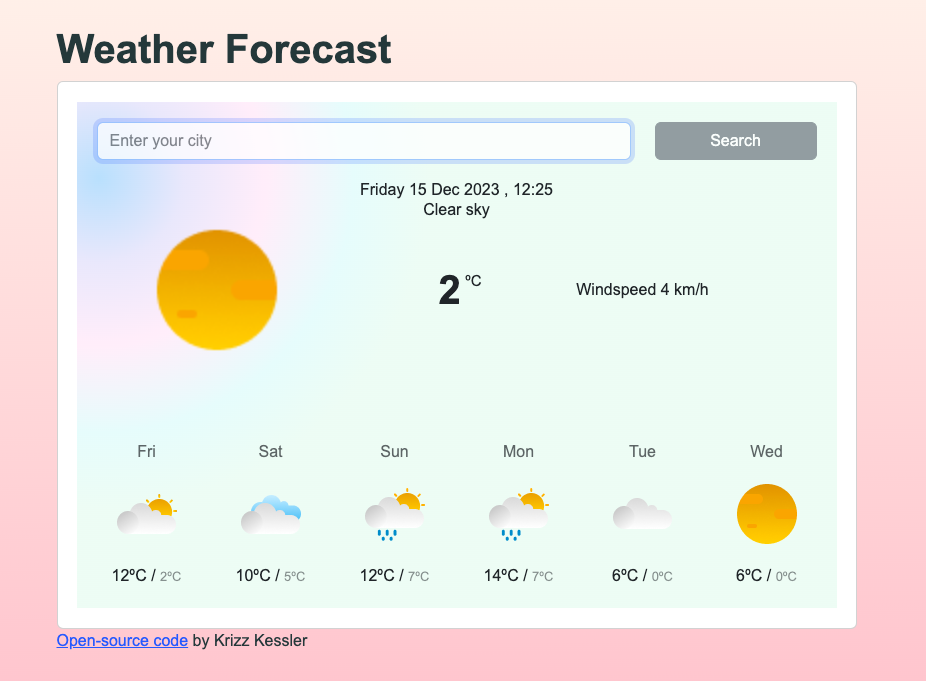 Weather Forecast
Enter your city
Search
Friday 15 Dec 2023 , 12:25
Clear sky
2 ºC
Windspeed 4 km/h
Fri Sat Sun Mon Tue Wed
12ºC / 2ºC 10ºC / 5ºC 12ºC / 7ºC 14ºC / 7ºC 6ºC / 0ºC 6ºC / 0ºC
Open-source code by Krizz Kessler